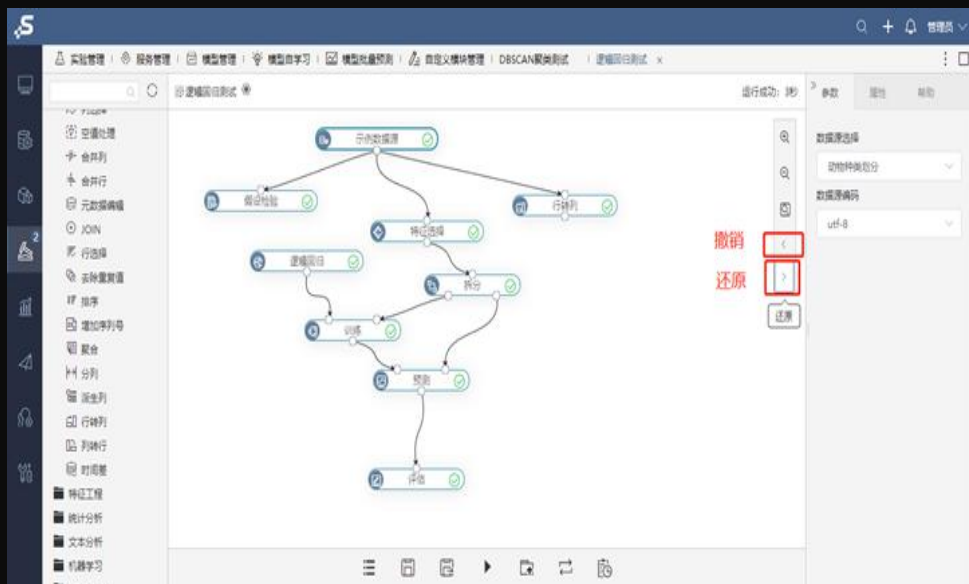 S
管理员
实验管理 服务管理 模型管理 模型自学习 模型批量预测 自定义模块管理 DBSCAN聚类测试 逻辑回归测试 x
逻辑回归测试
运行成功: 3秒
参数 属性 帮助
空值处理
合并列
合并行
元数据编辑
JOIN
行选择
去除重复值
排序
增加序列号
聚合
分列
派生列
行转列
列转行
时间差
特征工程
统计分析
文本分析
机器学习
2
示例数据源
假设检验
行转列
特征选择
逻辑回归
拆分
训练
预测
评估
撤销
还原
还原
数据源选择
动物种类划分
数据源编码
utf-8